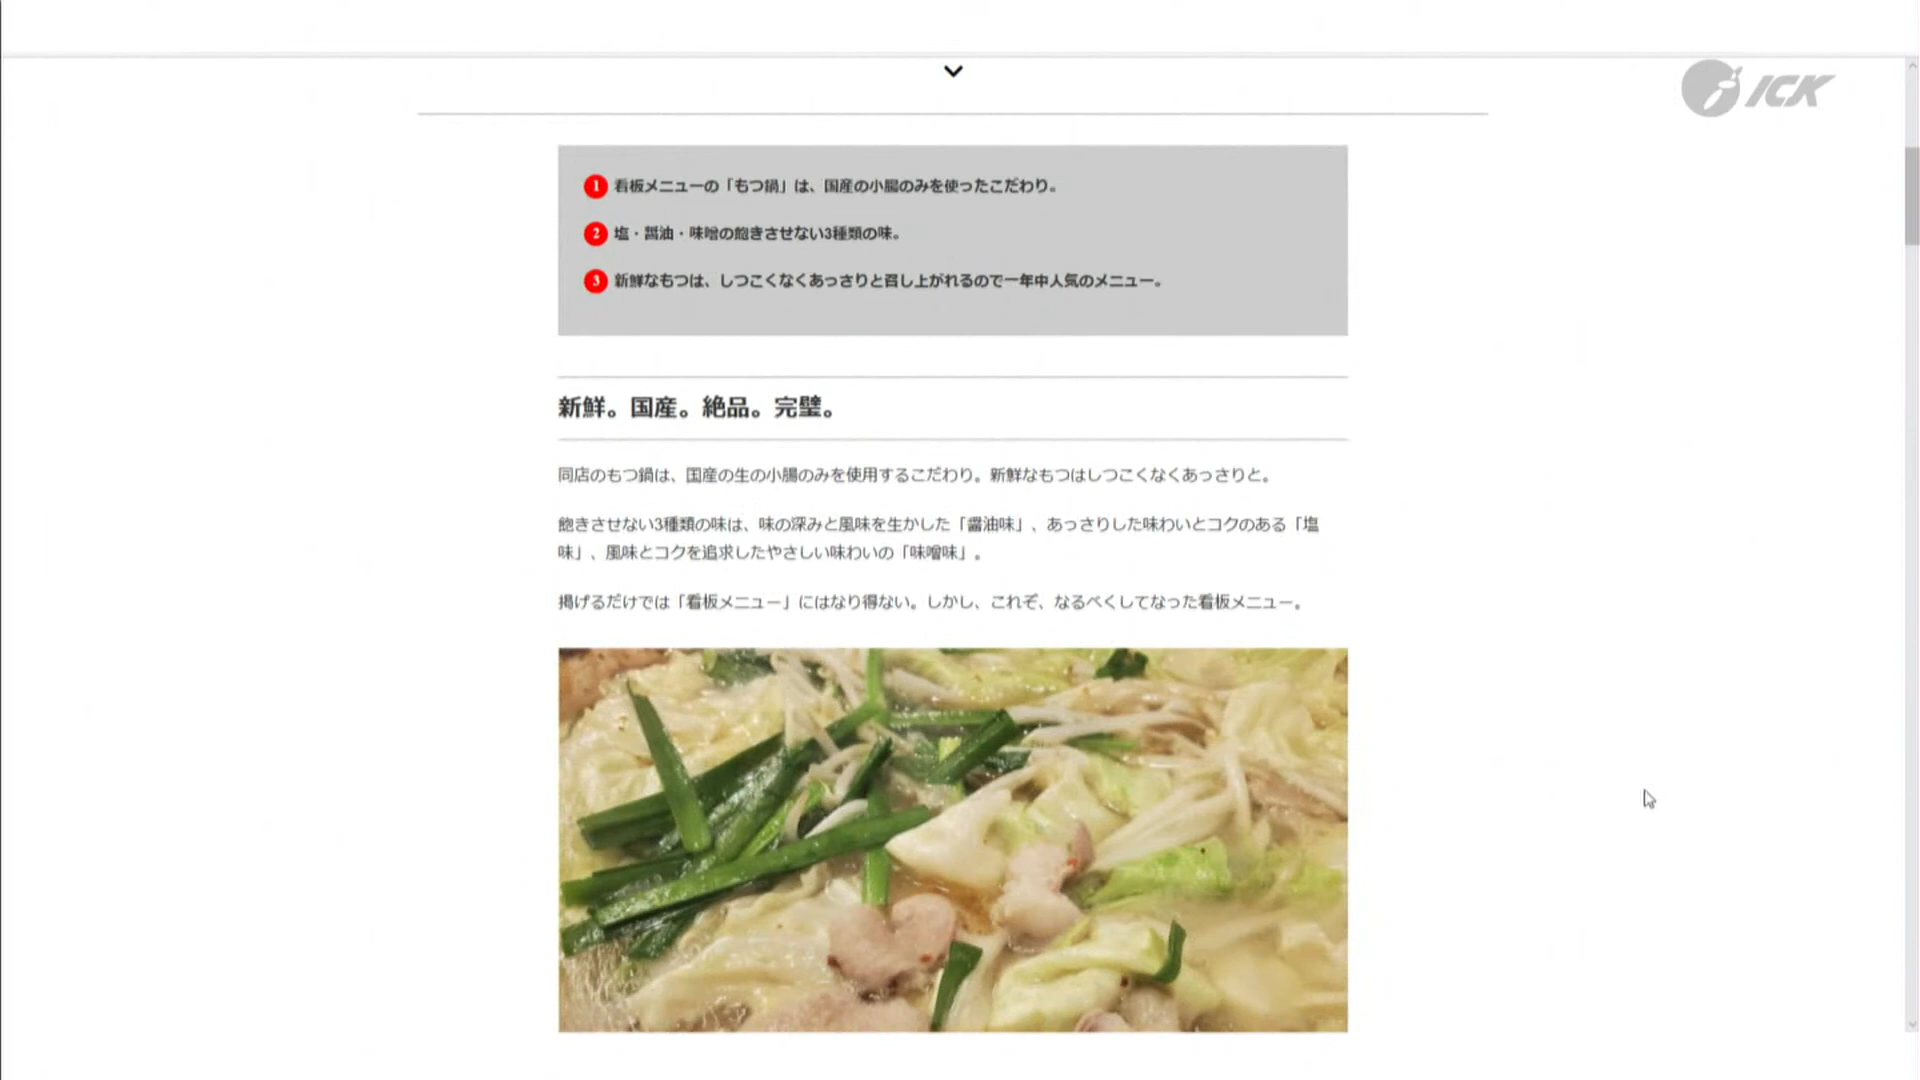 ICK
1 看板メニューの「もつ鍋」は、国産の小腸のみを使ったこだわり。
2 塩・醤油・味噌の飽きさせない3種類の味。
3 新鮮なもつは、しつこくなくあっさりと召し上がれるので一年中人気のメニュー。
新鮮。国産。絶品。完璧。
同店のもつ鍋は、国産の生の小腸のみを使用するこだわり。新鮮なもつはしつこくなくあっさりと。
飽きさせない3種類の味は、味の深みと風味を生かした「醤油味」、あっさりした味わいとコクのある「塩
味」、風味とコクを追求したやさしい味わいの「味噌味」。
掲げるだけでは「看板メニュー」にはなり得ない。しかし、これぞ、なるべくしてなった看板メニュー。